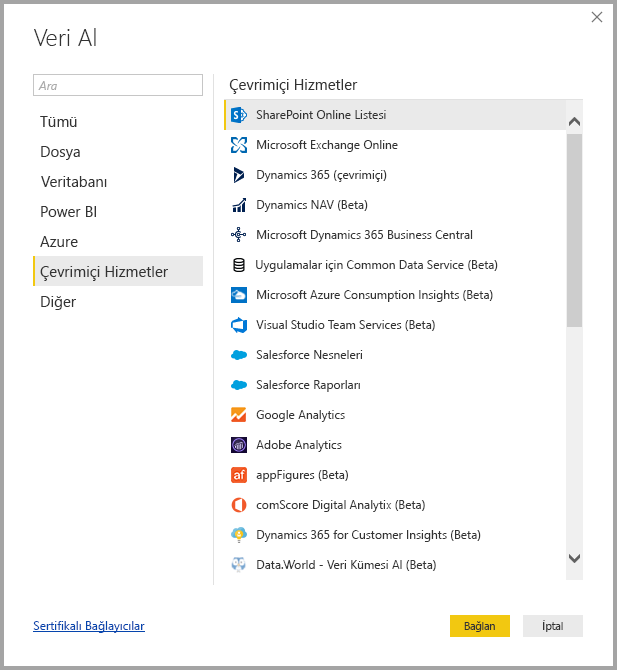 Veri Al
Ara
Tümü
Dosya
Veritabanı
Power BI
Azure
Çevrimiçi Hizmetler
Diğer
Çevrimiçi Hizmetler
SharePoint Online Listesi
Microsoft Exchange Online
Dynamics 365 (çevrimiçi)
Dynamics NAV (Beta)
Microsoft Dynamics 365 Business Central
Uygulamalar için Common Data Service (Beta)
Microsoft Azure Consumption Insights (Beta)
Visual Studio Team Services (Beta)
Salesforce Nesneleri
Salesforce Raporları
Google Analytics
Adobe Analytics
appFigures (Beta)
comScore Digital Analytix (Beta)
Dynamics 365 for Customer Insights (Beta)
Data.World - Veri Kümesi Al (Beta)
Sertifikalı Bağlayıcılar
Bağlan
İptal